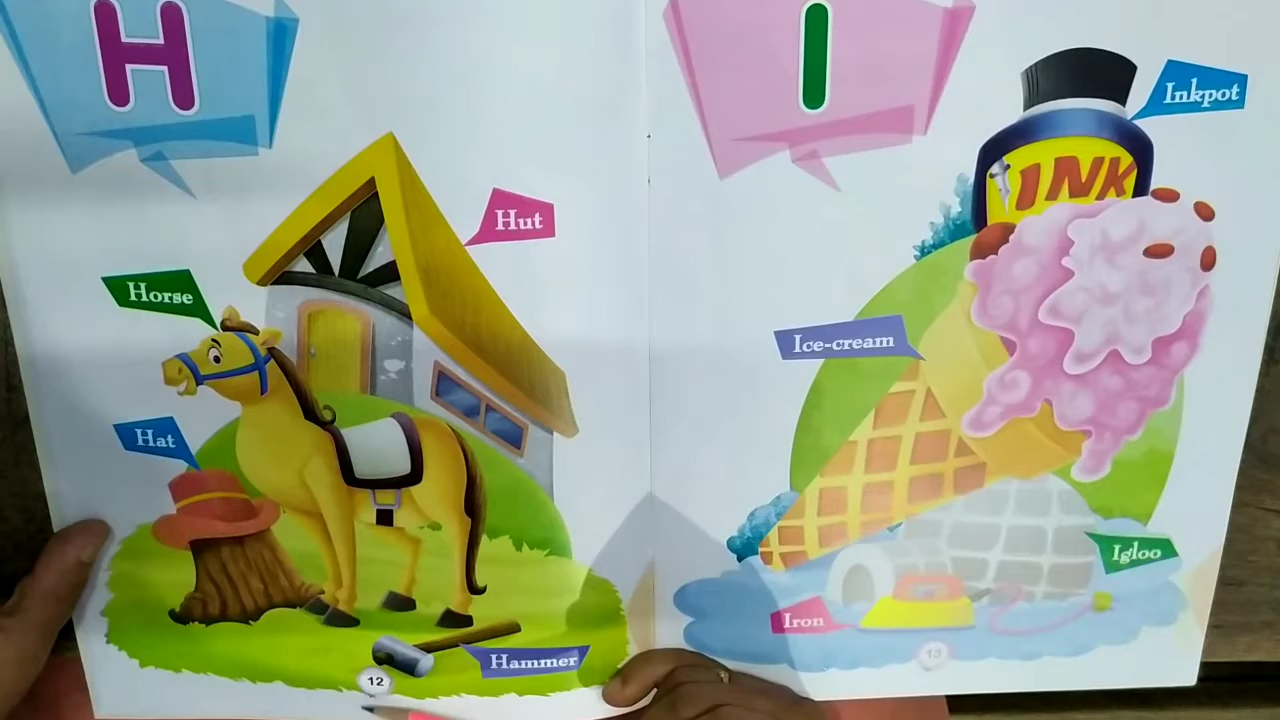 H
Hut
Horse
Hat
Hammer
12
I
Inkpot
INK
Ice-cream
Igloo
Iron
13